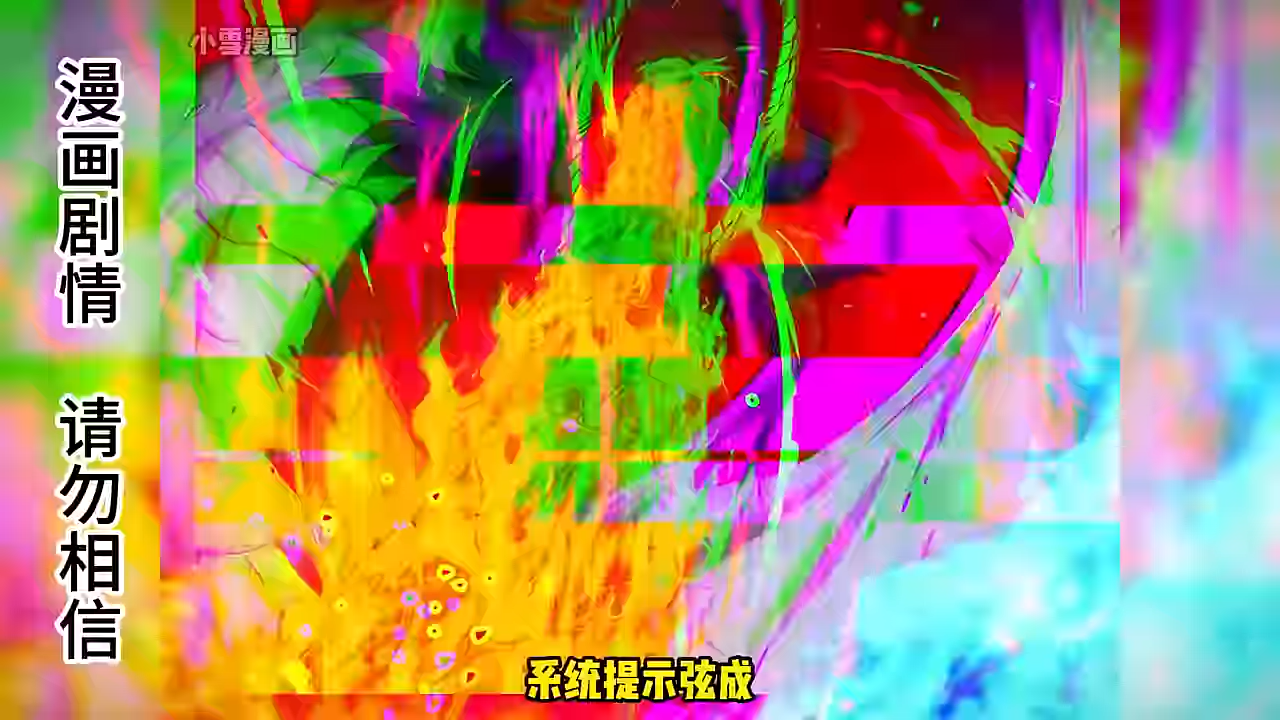 小雪漫画
漫画剧情 请勿相信
系统提示弦成